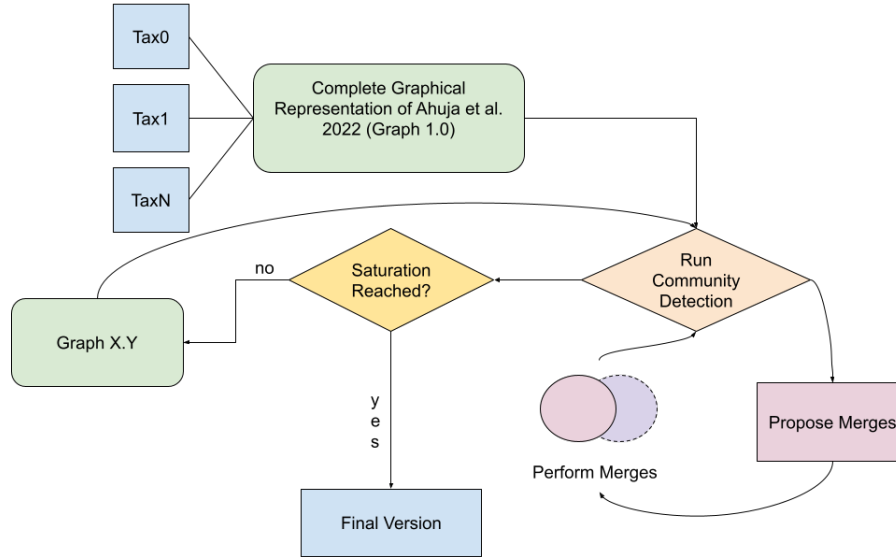 Tax0
Complete Graphical
Representation of Ahuja et al.
2022 (Graph 1.0)
Tax1
TaxN
no
Saturation
Reached?
Run
Community
Detection
Graph X.Y
yes
Propose Merges
Perform Merges
Final Version